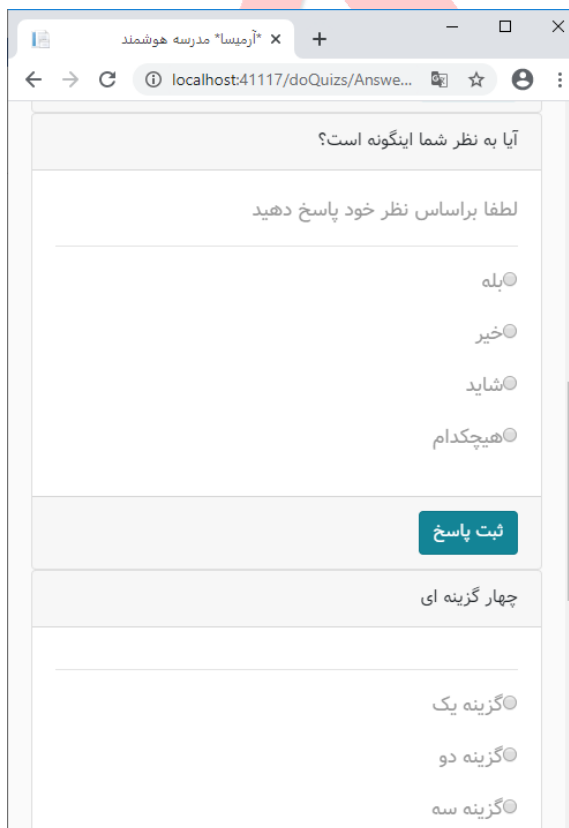 *آرمیسا* مدرسه هوشمند
localhost:41117/doQuizs/Answe...
آیا به نظر شما اینگونه است؟
لطفا براساس نظر خود پاسخ دهید
بله
خیر
شاید
هیچکدام
ثبت پاسخ
چهار گزینه ای
گزینه یک
گزینه دو
گزینه سه